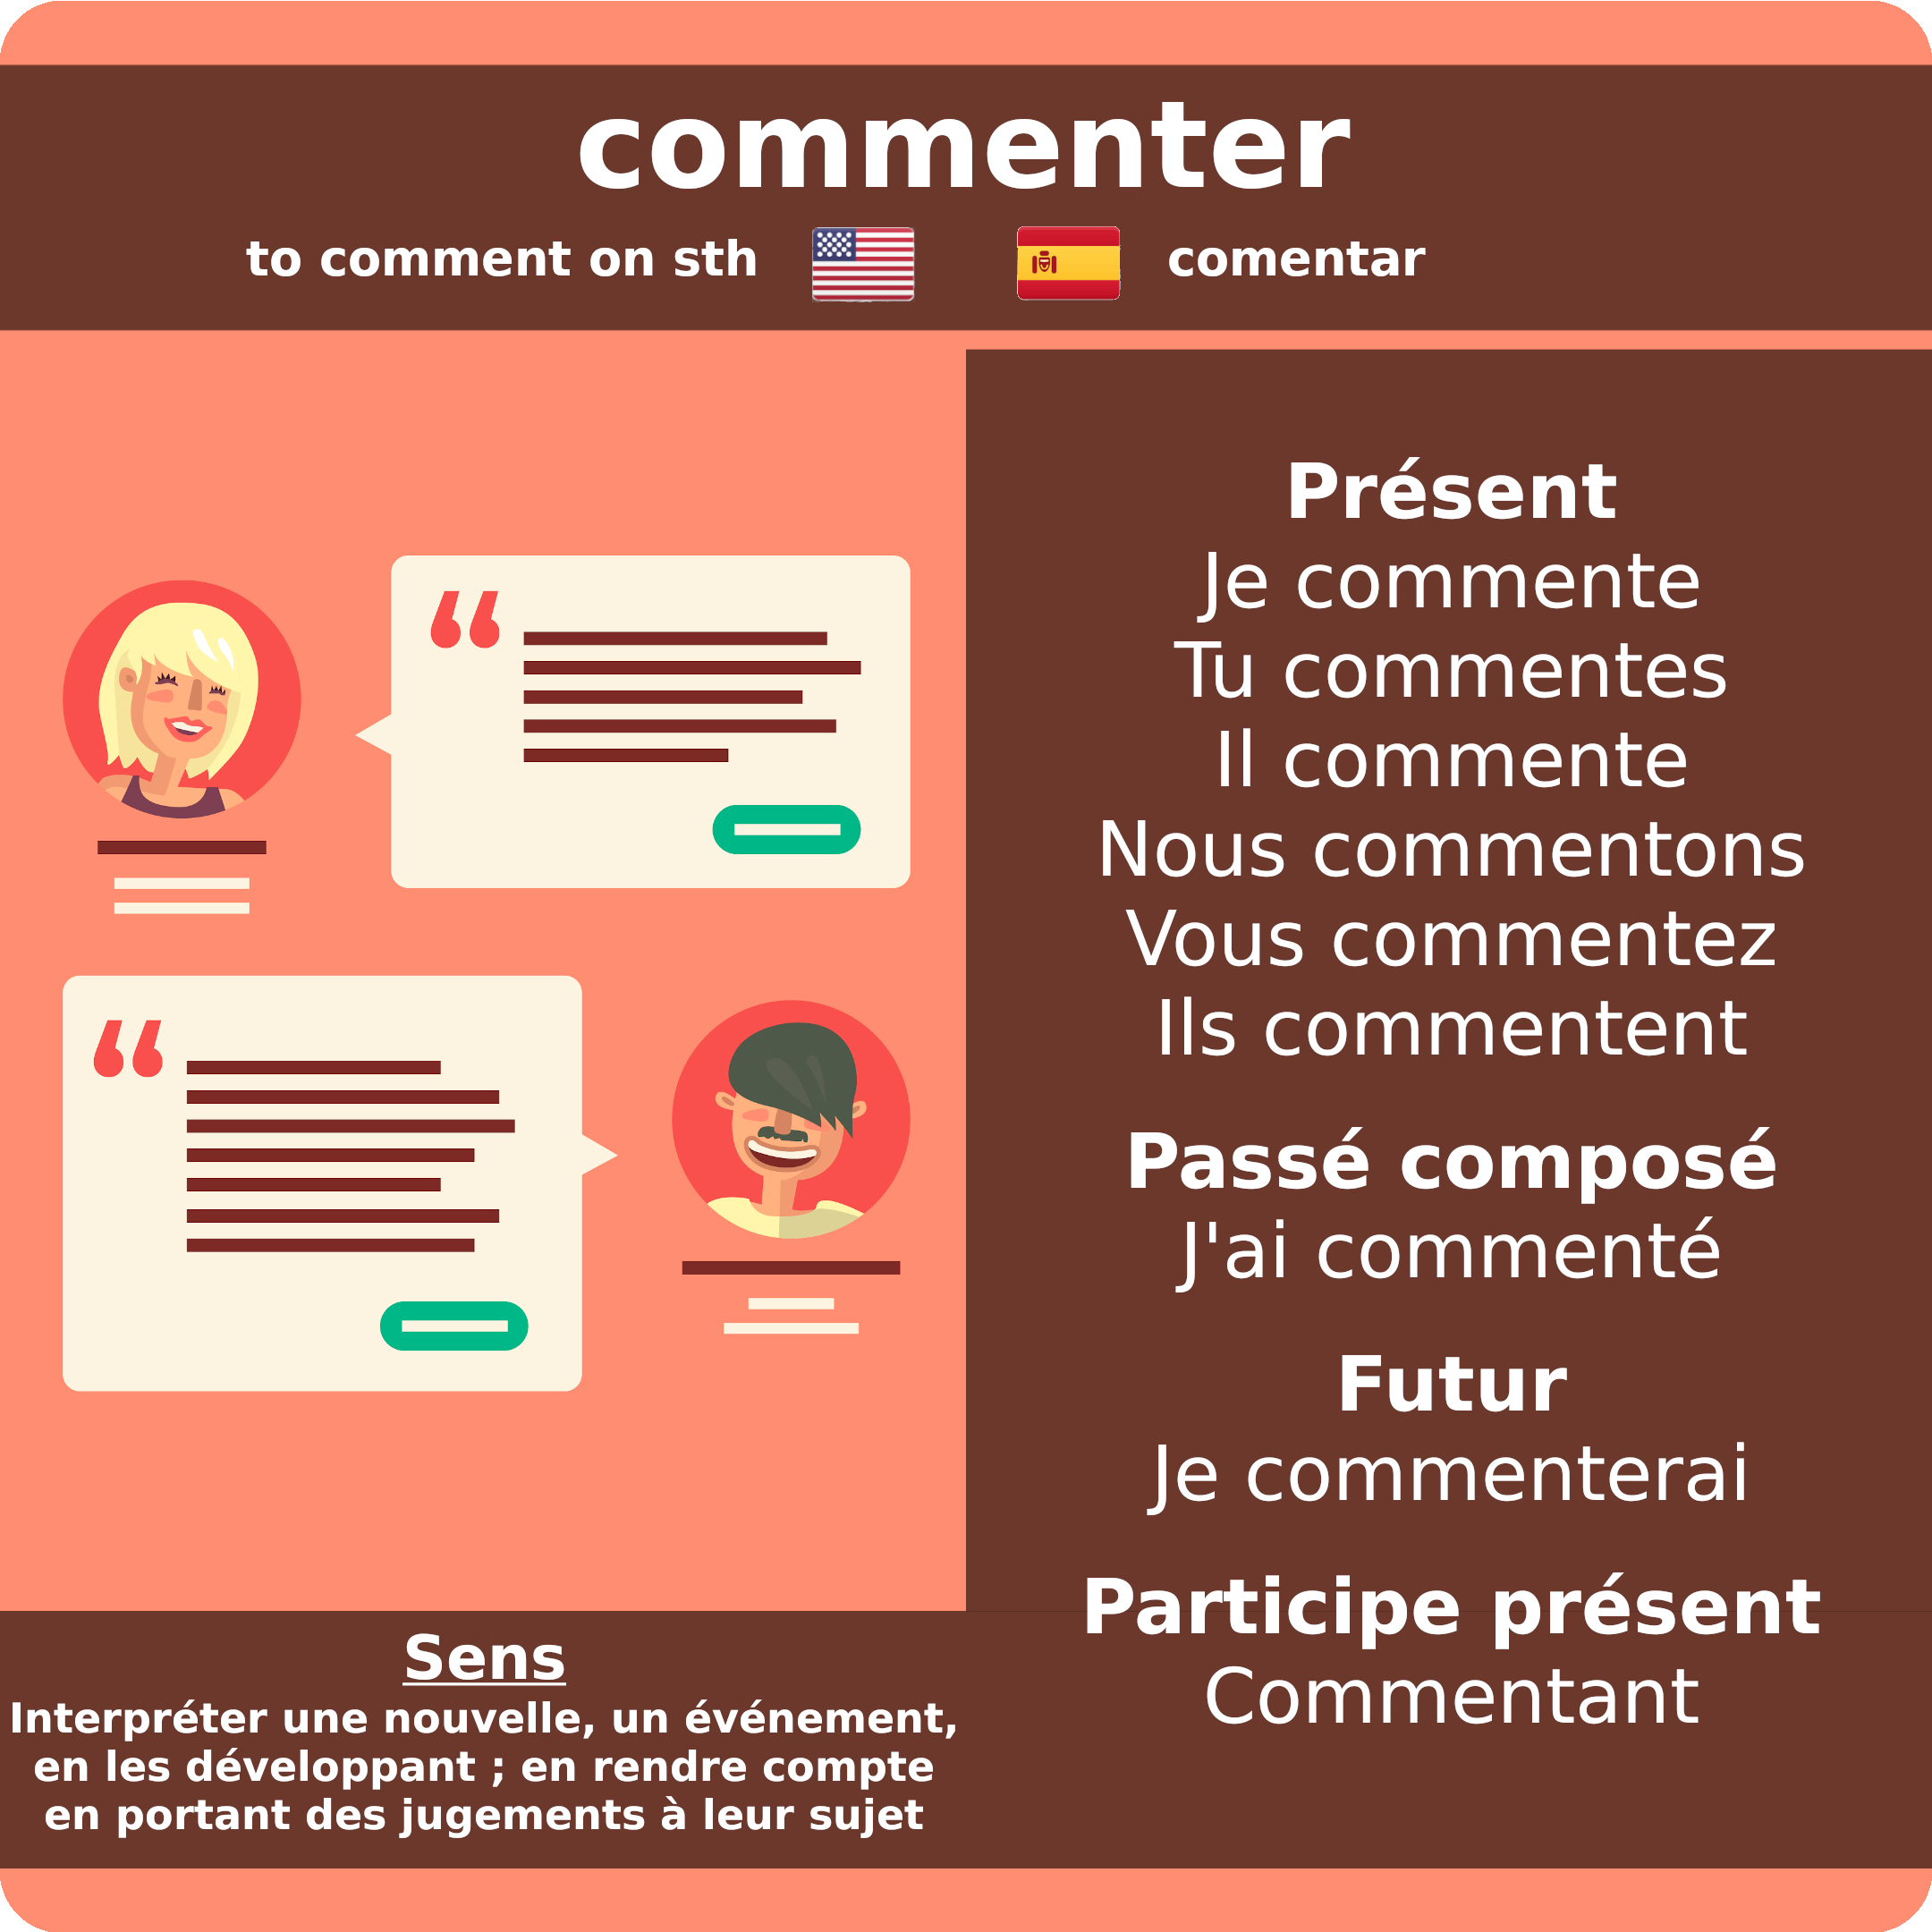 commenter
to comment on sth
comentar
Présent
Je commente
Tu commentes
Il commente
Nous commentons
Vous commentez
Ils commentent
Passé composé
J'ai commenté
Futur
Je commenterai
Participe présent
Commentant
Sens
Interpréter une nouvelle, un événement,
en les développant ; en rendre compte
en portant des jugements à leur sujet